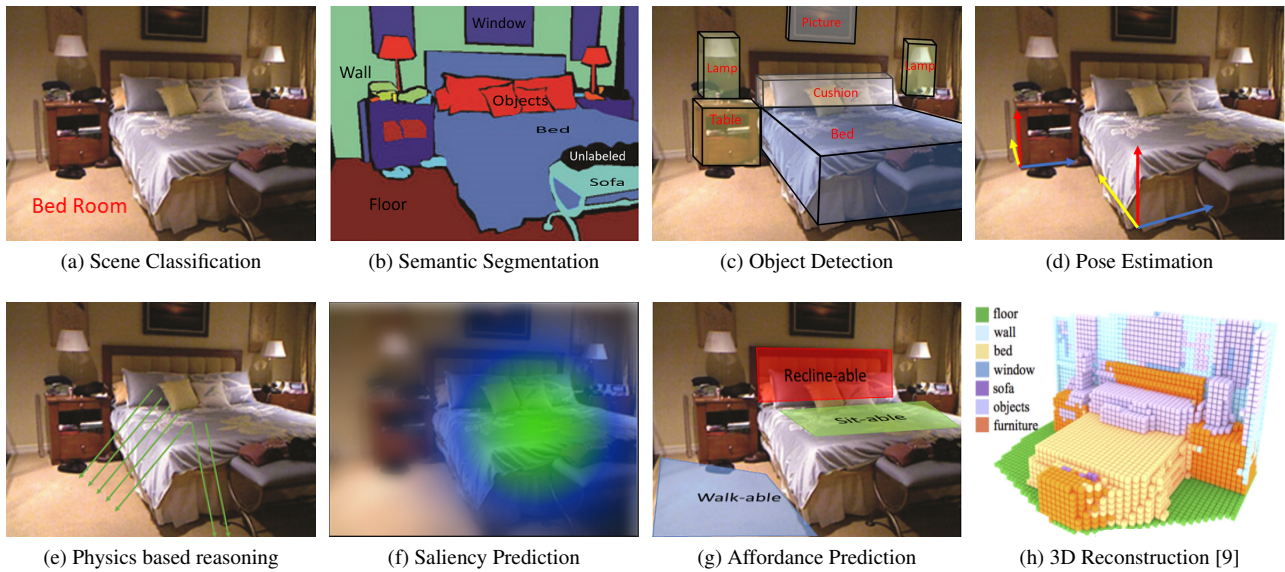 Bed Room
(a) Scene Classification
Window
Wall
Objects
Bed
Unlabeled
Sofa
Floor
(b) Semantic Segmentation
Picture
Lamp
Lamp
Cushion
Table
Bed
(c) Object Detection
(d) Pose Estimation
(e) Physics based reasoning
(f) Saliency Prediction
Recline-able
Sit-able
Walk-able
(g) Affordance Prediction
floor
wall
bed
window
sofa
objects
furniture
(h) 3D Reconstruction [9]